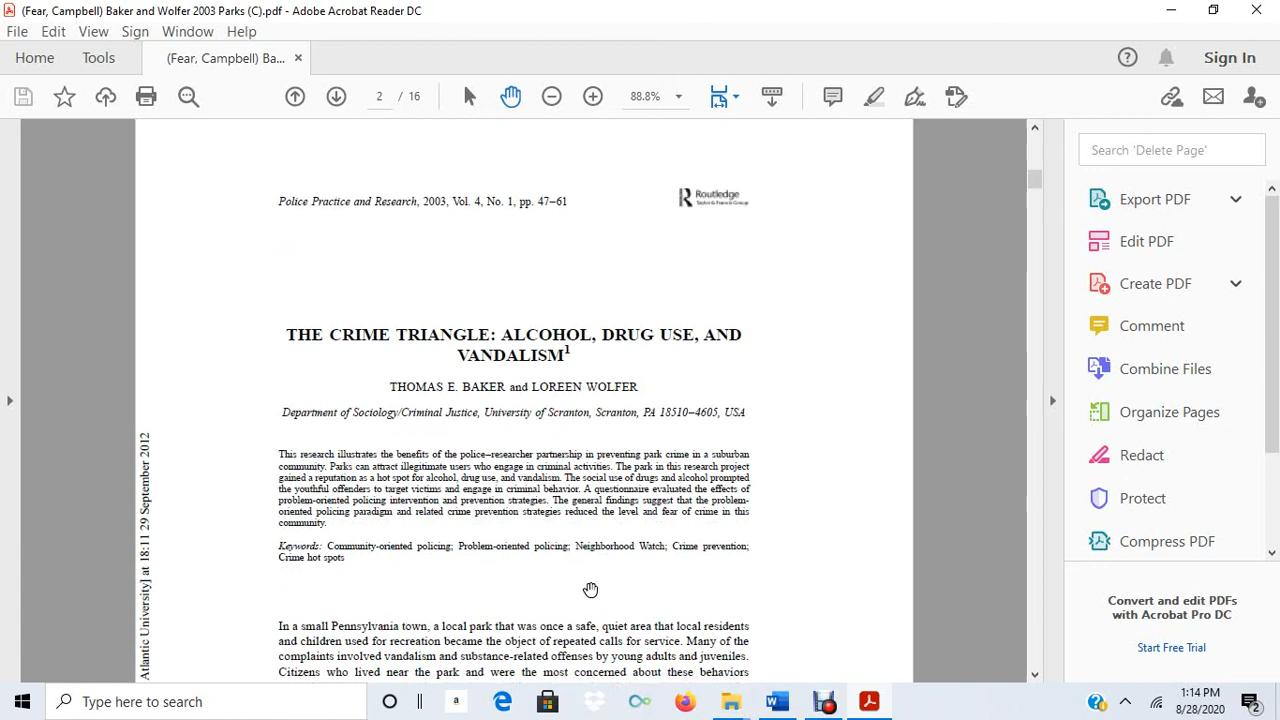 (Fear, Campbell) Baker and Wolfer 2003 Parks (C).pdf - Adobe Acrobat Reader DC
File Edit View Sign Window Help
Home Tools (Fear, Campbell) Ba... × Sign In
2 / 16 88.8%
Search 'Delete Page'
Export PDF
Edit PDF
Create PDF
Comment
Combine Files
Organize Pages
Redact
Protect
Compress PDF
Convert and edit PDFs
with Acrobat Pro DC
Start Free Trial
Police Practice and Research, 2003, Vol. 4, No. 1, pp. 47–61
Routledge
Taylor & Francis Group
THE CRIME TRIANGLE: ALCOHOL, DRUG USE, AND
VANDALISM1
THOMAS E. BAKER and LOREEN WOLFER
Department of Sociology/Criminal Justice, University of Scranton, Scranton, PA 18510–4605, USA
This research illustrates the benefits of the police–researcher partnership in preventing park crime in a suburban
community. Parks can attract illegitimate users who engage in criminal activities. The park in this research project
gained a reputation as a hot spot for alcohol, drug use, and vandalism. The social use of drugs and alcohol prompted
the youthful offenders to target victims and engage in criminal behavior. A questionnaire evaluated the effects of
problem-oriented policing intervention and prevention strategies. The general findings suggest that the problem-
oriented policing paradigm and related crime prevention strategies reduced the level and fear of crime in this
community.
Keywords: Community-oriented policing; Problem-oriented policing; Neighborhood Watch; Crime prevention;
Crime hot spots
In a small Pennsylvania town, a local park that was once a safe, quiet area that local residents
and children used for recreation became the object of repeated calls for service. Many of the
complaints involved vandalism and substance-related offenses by young adults and juveniles.
Citizens who lived near the park and were the most concerned about these behaviors
Atlantic University] at 18:11 29 September 2012
Type here to search
a
1:14 PM
8/28/2020
2